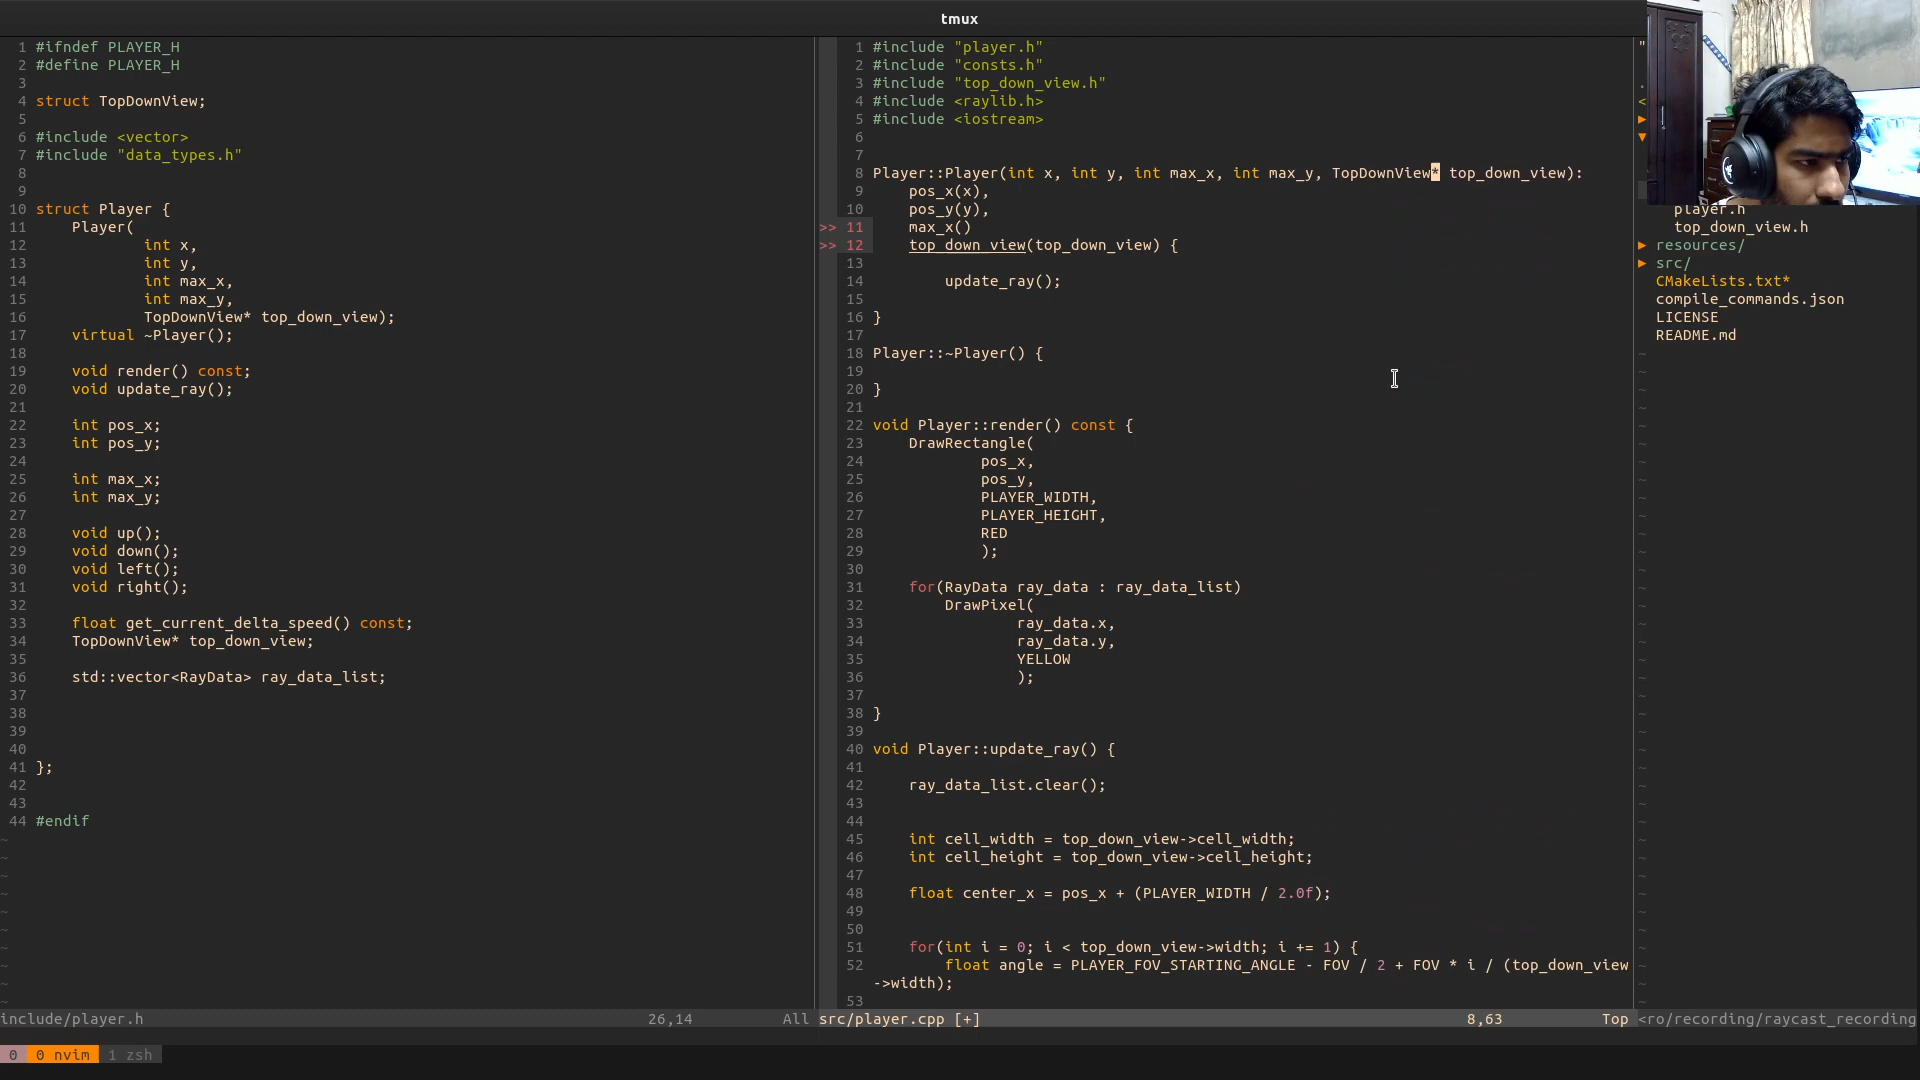 tmux
1 #ifndef PLAYER_H
2 #define PLAYER_H
3
4 struct TopDownView;
5
6 #include <vector>
7 #include "data_types.h"
8
9
10 struct Player {
11     Player(
12             int x,
13             int y,
14             int max_x,
15             int max_y,
16             TopDownView* top_down_view);
17     virtual ~Player();
18
19     void render() const;
20     void update_ray();
21
22     int pos_x;
23     int pos_y;
24
25     int max_x;
26     int max_y;
27
28     void up();
29     void down();
30     void left();
31     void right();
32
33     float get_current_delta_speed() const;
34     TopDownView* top_down_view;
35
36     std::vector<RayData> ray_data_list;
37
38
39
40
41 };
42
43
44 #endif
~
~
~
~
~
~
~
~
~
~
include/player.h 26,14 All
1 #include "player.h"
2 #include "consts.h"
3 #include "top_down_view.h"
4 #include <raylib.h>
5 #include <iostream>
6
7
8 Player::Player(int x, int y, int max_x, int max_y, TopDownView* top_down_view):
9     pos_x(x),
10     pos_y(y),
>> 11     max_x()
>> 12     top_down_view(top_down_view) {
13
14         update_ray();
15
16 }
17
18 Player::~Player() {
19
20 }
21
22 void Player::render() const {
23     DrawRectangle(
24             pos_x,
25             pos_y,
26             PLAYER_WIDTH,
27             PLAYER_HEIGHT,
28             RED
29             );
30
31     for(RayData ray_data : ray_data_list)
32         DrawPixel(
33                 ray_data.x,
34                 ray_data.y,
35                 YELLOW
36                 );
37
38 }
39
40 void Player::update_ray() {
41
42     ray_data_list.clear();
43
44
45     int cell_width = top_down_view->cell_width;
46     int cell_height = top_down_view->cell_height;
47
48     float center_x = pos_x + (PLAYER_WIDTH / 2.0f);
49
50
51     for(int i = 0; i < top_down_view->width; i += 1) {
52         float angle = PLAYER_FOV_STARTING_ANGLE - FOV / 2 + FOV * i / (top_down_view
->width);
53
src/player.cpp [+] 8,63 Top
"
.
<
▶
▼
player.h
top_down_view.h
▶ resources/
▶ src/
CMakeLists.txt*
compile_commands.json
LICENSE
README.md
<ro/recording/raycast_recording
0 0 nvim 1 zsh